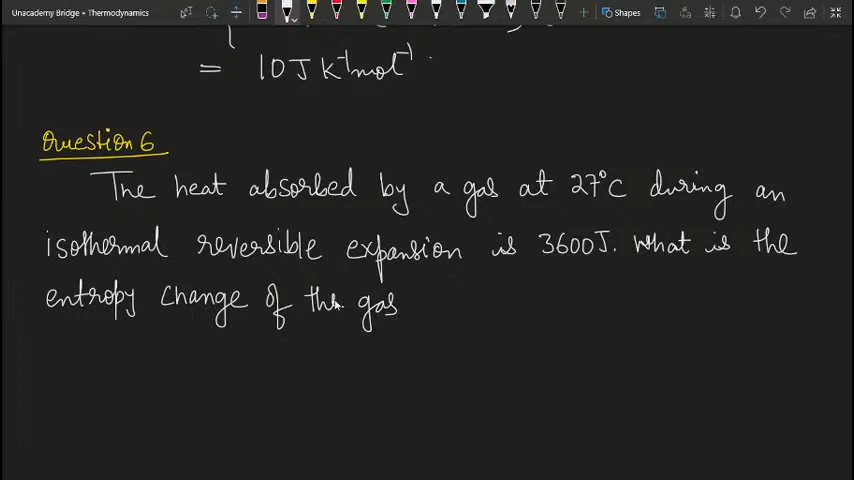 Unacademy Bridge • Thermodynamics
Shapes
= 10 J K⁻¹mol⁻¹
Question 6
The heat absorbed by a gas at 27°C during an
isothermal reversible expansion is 3600J. What is the
entropy change of the gas